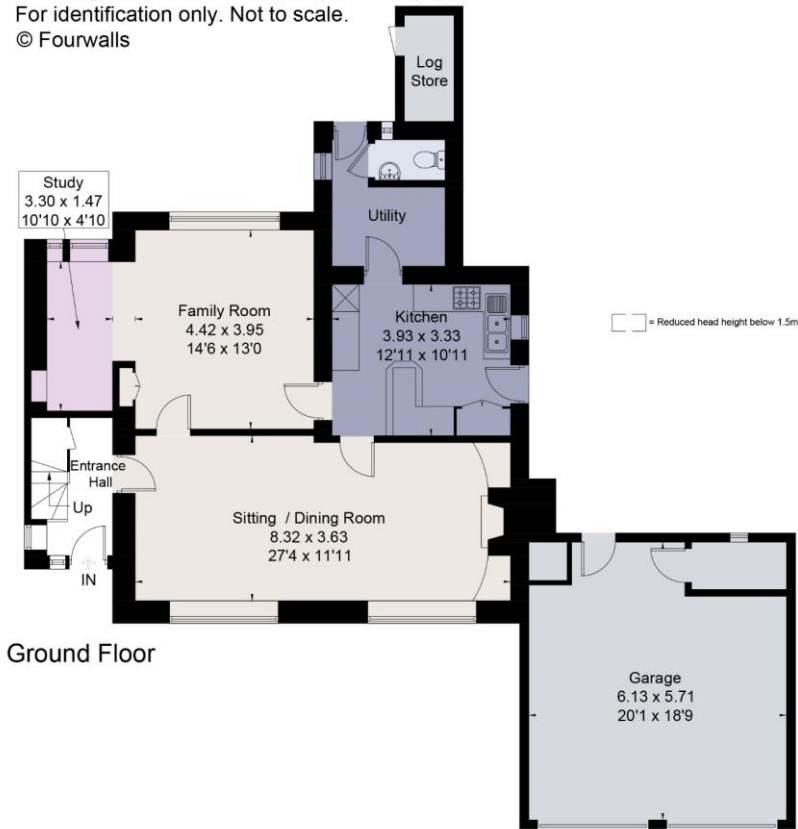 For identification only. Not to scale.
© Fourwalls
Log
Store
Study
3.30 x 1.47
10'10 x 4'10
Utility
Family Room
4.42 x 3.95
14'6 x 13'0
Kitchen
3.93 x 3.33
12'11 x 10'11
= Reduced head height below 1.5m
Entrance
Hall
Up
IN
Sitting / Dining Room
8.32 x 3.63
27'4 x 11'11
Ground Floor
Garage
6.13 x 5.71
20'1 x 18'9